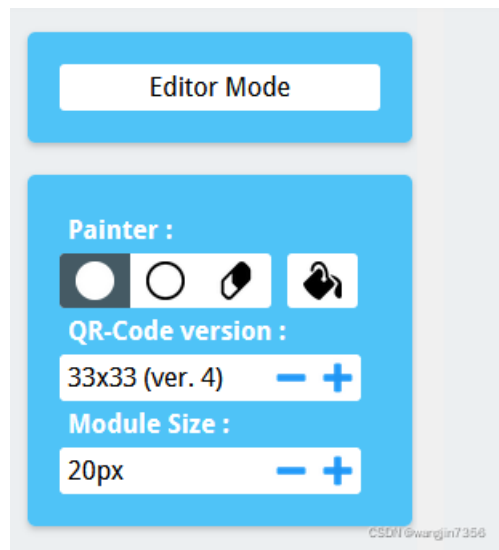 Editor Mode
Painter :
QR-Code version :
33x33 (ver. 4)
Module Size :
20px
CSDN @wangjin7356